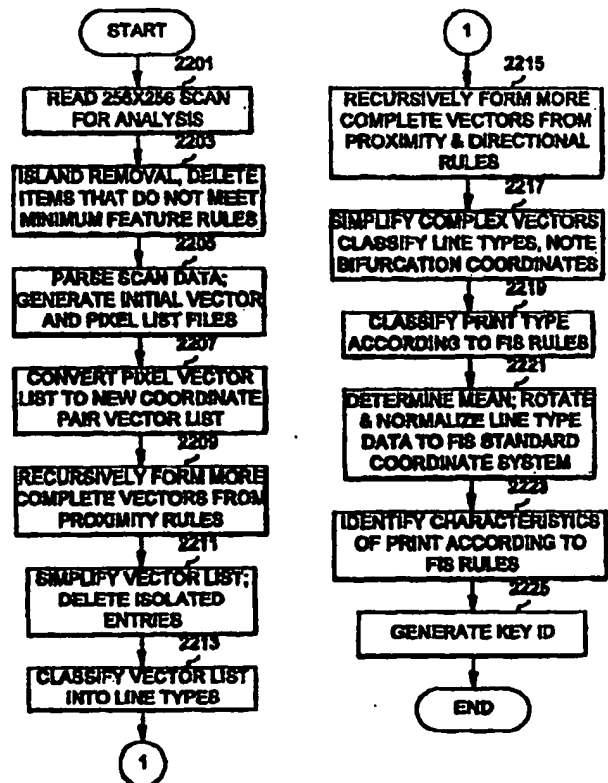 START
2201
READ 256X256 SCAN
FOR ANALYSIS
2203
ISLAND REMOVAL, DELETE
ITEMS THAT DO NOT MEET
MINIMUM FEATURE RULES
2205
PARSE SCAN DATA;
GENERATE INITIAL VECTOR
AND PIXEL LIST FILES
2207
CONVERT PIXEL VECTOR
LIST TO NEW COORDINATE
PAIR VECTOR LIST
2209
RECURSIVELY FORM MORE
COMPLETE VECTORS FROM
PROXIMITY RULES
2211
SIMPLIFY VECTOR LIST;
DELETE ISOLATED
ENTRIES
2213
CLASSIFY VECTOR LIST
INTO LINE TYPES
1
1
2215
RECURSIVELY FORM MORE
COMPLETE VECTORS FROM
PROXIMITY & DIRECTIONAL
RULES
2217
SIMPLIFY COMPLEX VECTORS
CLASSIFY LINE TYPES, NOTE
BIFURCATION COORDINATES
2219
CLASSIFY PRINT TYPE
ACCORDING TO FIS RULES
2221
DETERMINE MEAN; ROTATE
& NORMALIZE LINE TYPE
DATA TO FIS STANDARD
COORDINATE SYSTEM
2223
IDENTIFY CHARACTERISTICS
OF PRINT ACCORDING TO
FIS RULES
2225
GENERATE KEY ID
END